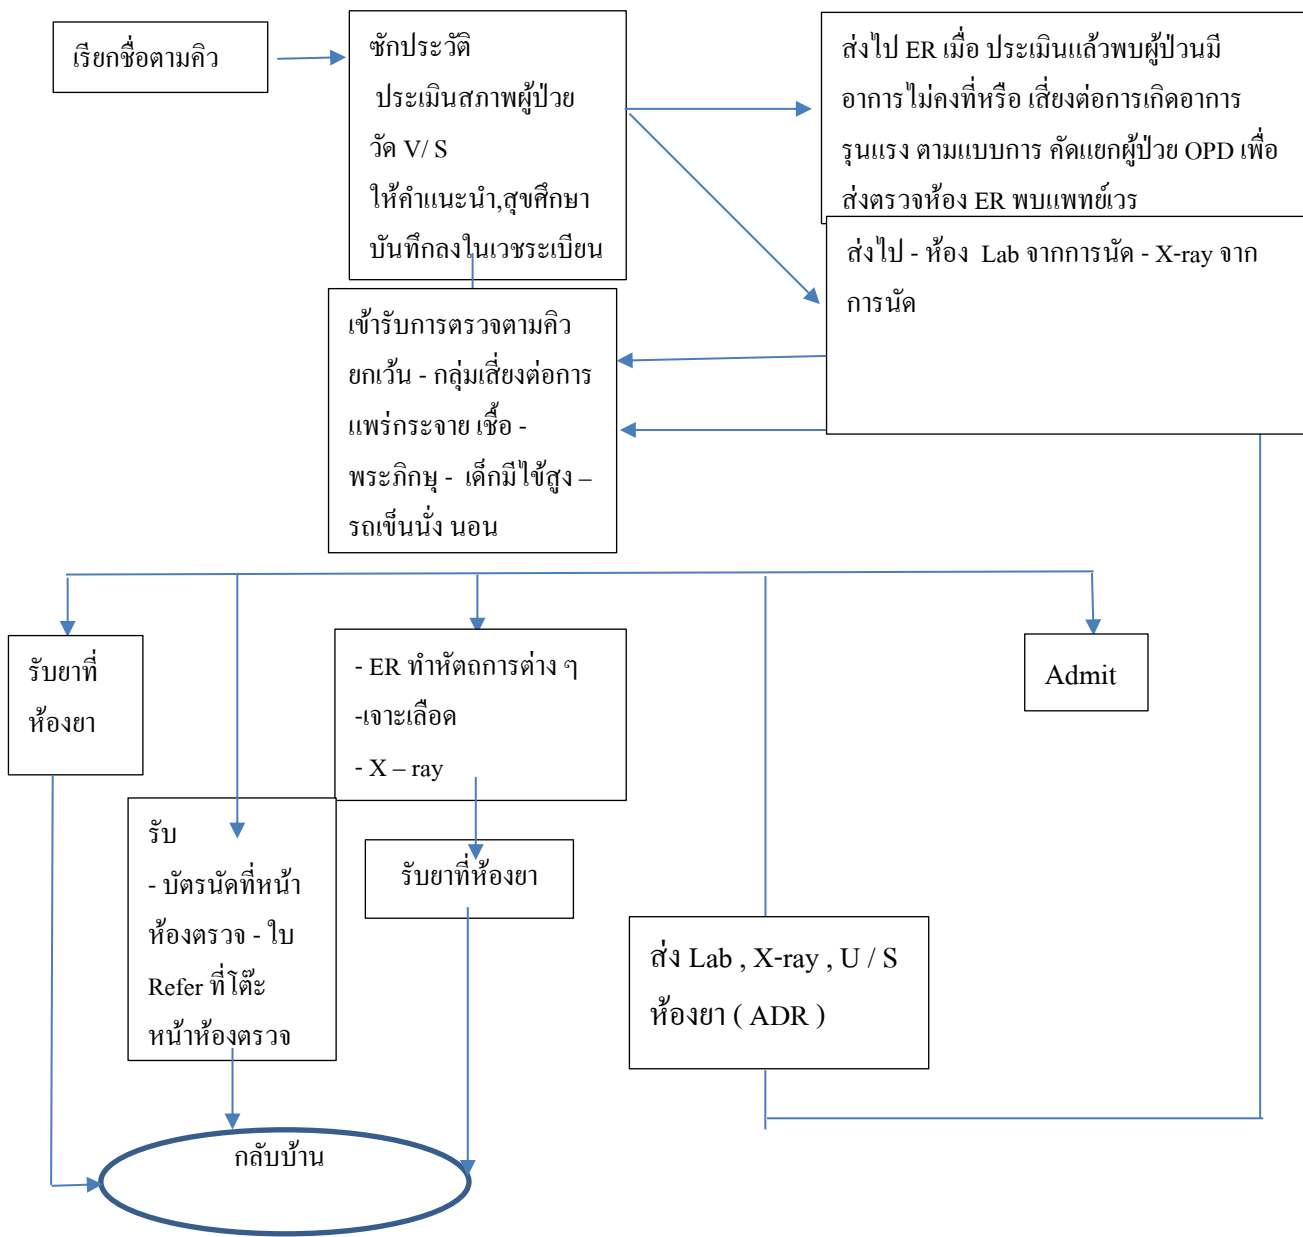 เรียกชื่อตามคิว
ซักประวัติ
ประเมินสภาพผู้ป่วย
วัด V/ S
ให้คำแนะนำ,สุขศึกษา
บันทึกลงในเวชระเบียน
ส่งไป ER เมื่อ ประเมินแล้วพบผู้ป่วนมี
อาการไม่คงที่หรือ เสี่ยงต่อการเกิดอาการ
รุนแรง ตามแบบการ คัดแยกผู้ป่วย OPD เพื่อ
ส่งตรวจห้อง ER พบแพทย์เวร
ส่งไป - ห้อง Lab จากการนัด - X-ray จาก
การนัด
เข้ารับการตรวจตามคิว
ยกเว้น - กลุ่มเสี่ยงต่อการ
แพร่กระจาย เชื้อ -
พระภิกษุ - เด็กมีไข้สูง –
รถเข็นนั่ง นอน
รับยาที่
ห้องยา
- ER ทำหัตถการต่าง ๆ
-เจาะเลือด
- X – ray
Admit
รับ
- บัตรนัดที่หน้า
ห้องตรวจ - ใบ
Refer ที่โต๊ะ
หน้าห้องตรวจ
รับยาที่ห้องยา
ส่ง Lab , X-ray , U / S
ห้องยา ( ADR )
กลับบ้าน